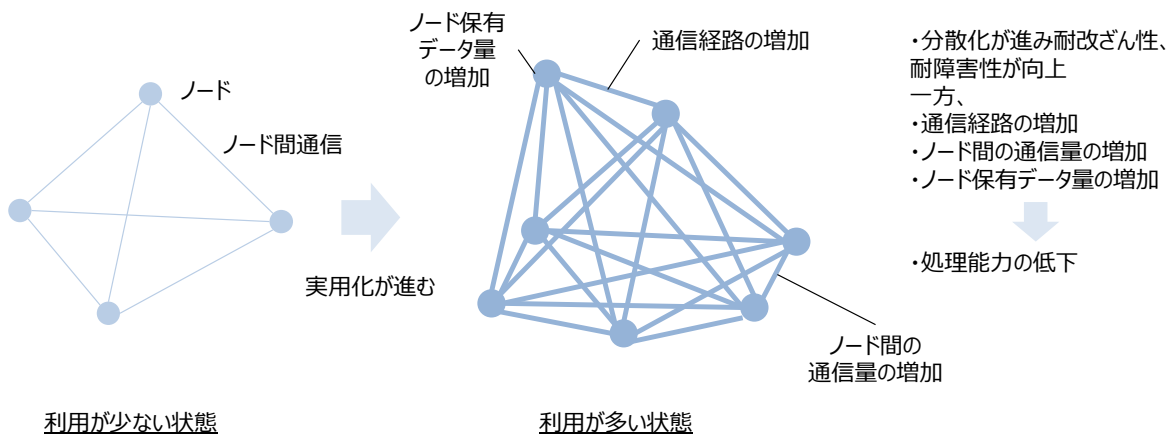 ノード
ノード間通信
利用が少ない状態
実用化が進む
ノード保有
データ量
の増加
通信経路の増加
ノード間の
通信量の増加
利用が多い状態
・分散化が進み耐改ざん性、
耐障害性が向上
一方、
・通信経路の増加
・ノード間の通信量の増加
・ノード保有データ量の増加
・処理能力の低下